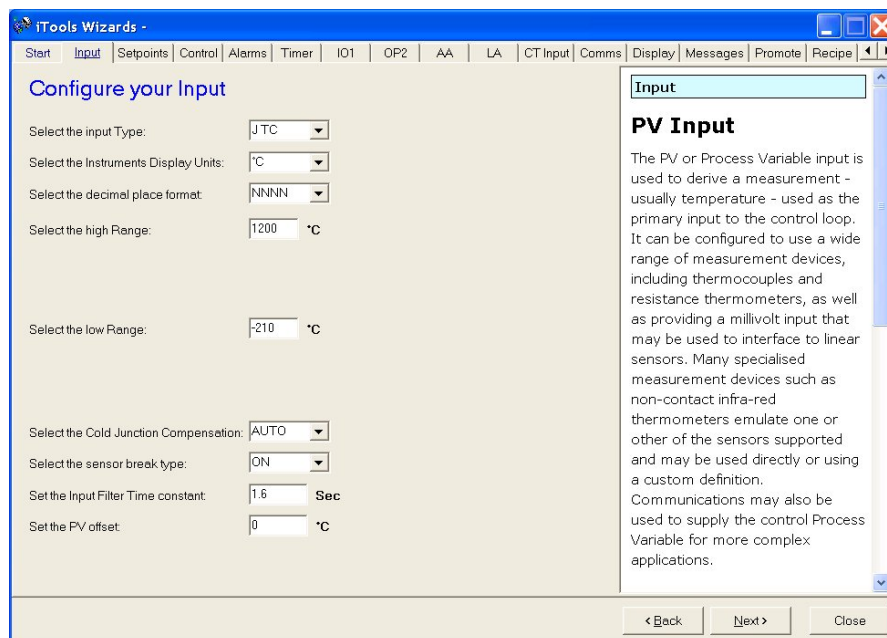 iTools Wizards -
Start Input Setpoints Control Alarms Timer IO1 OP2 AA LA CT Input Comms Display Messages Promote Recipe
Configure your Input
Select the input Type: J TC
Select the Instruments Display Units: °C
Select the decimal place format: NNNN
Select the high Range: 1200 °C
Select the low Range: -210 °C
Select the Cold Junction Compensation: AUTO
Select the sensor break type: ON
Set the Input Filter Time constant: 1.6 Sec
Set the PV offset: 0 °C
Input
PV Input
The PV or Process Variable input is
used to derive a measurement -
usually temperature - used as the
primary input to the control loop.
It can be configured to use a wide
range of measurement devices,
including thermocouples and
resistance thermometers, as well
as providing a millivolt input that
may be used to interface to linear
sensors. Many specialised
measurement devices such as
non-contact infra-red
thermometers emulate one or
other of the sensors supported
and may be used directly or using
a custom definition.
Communications may also be
used to supply the control Process
Variable for more complex
applications.
< Back Next > Close